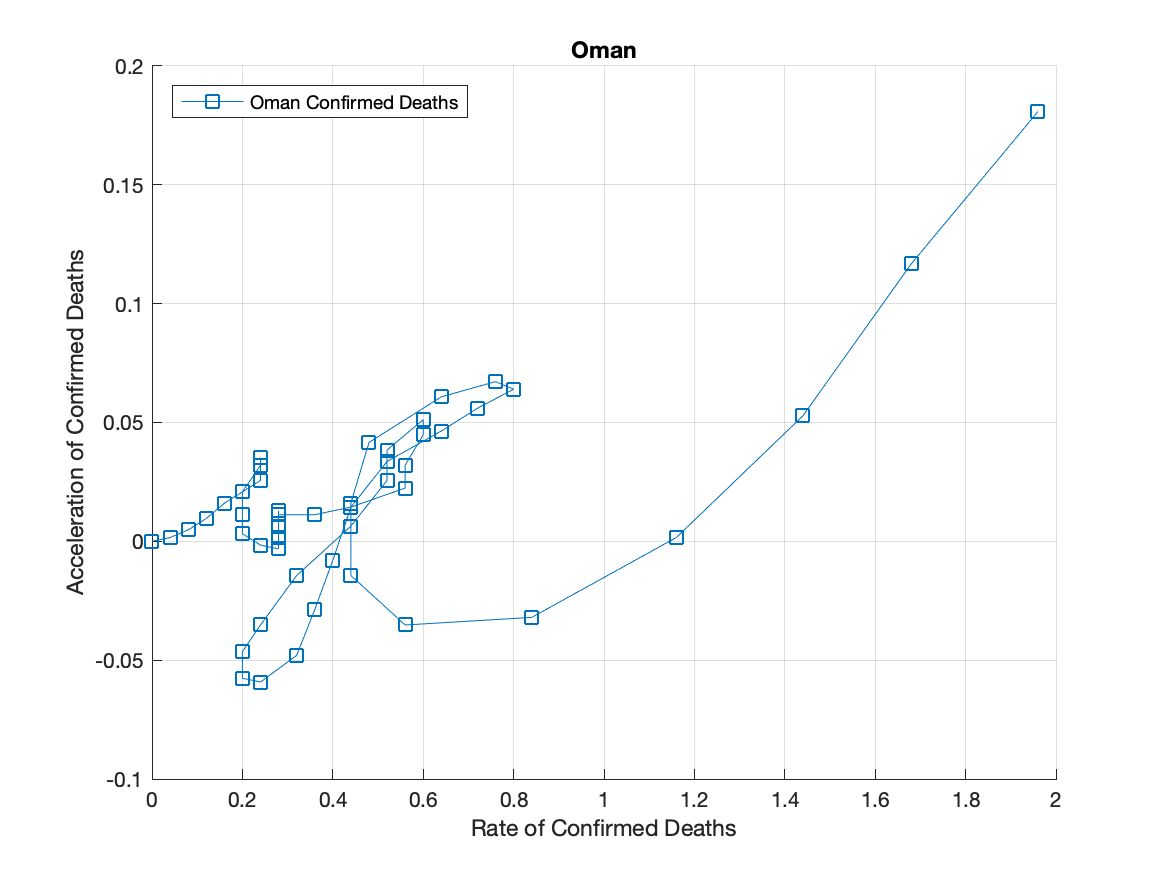 Oman
0.2
Oman Confirmed Deaths
0.15
0.1
0.05
0
-0.05
-0.1
Acceleration of Confirmed Deaths
0 0.2 0.4 0.6 0.8 1 1.2 1.4 1.6 1.8 2
Rate of Confirmed Deaths